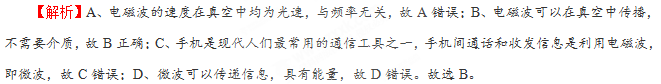 【解析】A、电磁波的速度在真空中均为光速，与频率无关，故 A 错误；B、电磁波可以在真空中传播，
不需要介质，故 B 正确；C、手机是现代人们最常用的通信工具之一，手机间通话和收发信息是利用电磁波，
即微波，故 C 错误；D、微波可以传递信息，具有能量，故 D 错误。故选 B。